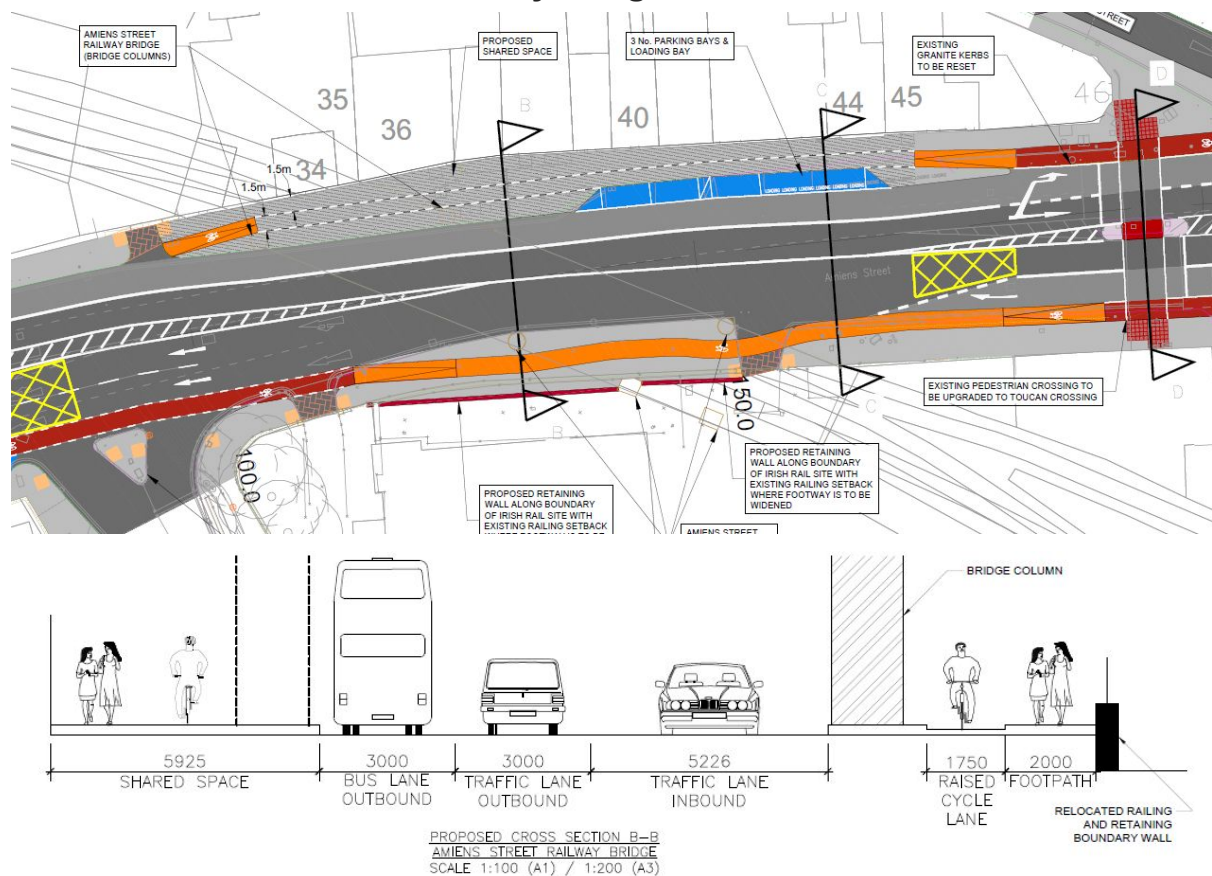 STREET
AMIENS STREET
RAILWAY BRIDGE
(BRIDGE COLUMNS)
PROPOSED
SHARED SPACE
3 No. PARKING BAYS &
LOADING BAY
EXISTING
GRANITE KERBS
TO BE RESET
D
C
B
35
36
34
40
44
45
46
1.5m
1.5m
LOADING LOADING LOADING LOADING LOADING LOADING
Amiens Street
EXISTING PEDESTRIAN CROSSING TO
BE UPGRADED TO TOUCAN CROSSING
D
C
B
150.0
100.0
PROPOSED RETAINING
WALL ALONG BOUNDARY
OF IRISH RAIL SITE WITH
EXISTING RAILING SETBACK
WHERE FOOTWAY IS TO BE
WIDENED
PROPOSED RETAINING
WALL ALONG BOUNDARY
OF IRISH RAIL SITE WITH
EXISTING RAILING SETBACK
AMIENS STREET
BRIDGE COLUMN
5925
SHARED SPACE
3000
BUS LANE
OUTBOUND
3000
TRAFFIC LANE
OUTBOUND
5226
TRAFFIC LANE
INBOUND
1750
RAISED
CYCLE
LANE
2000
FOOTPATH
RELOCATED RAILING
AND RETAINING
BOUNDARY WALL
PROPOSED CROSS SECTION B-B
AMIENS STREET RAILWAY BRIDGE
SCALE 1:100 (A1) / 1:200 (A3)